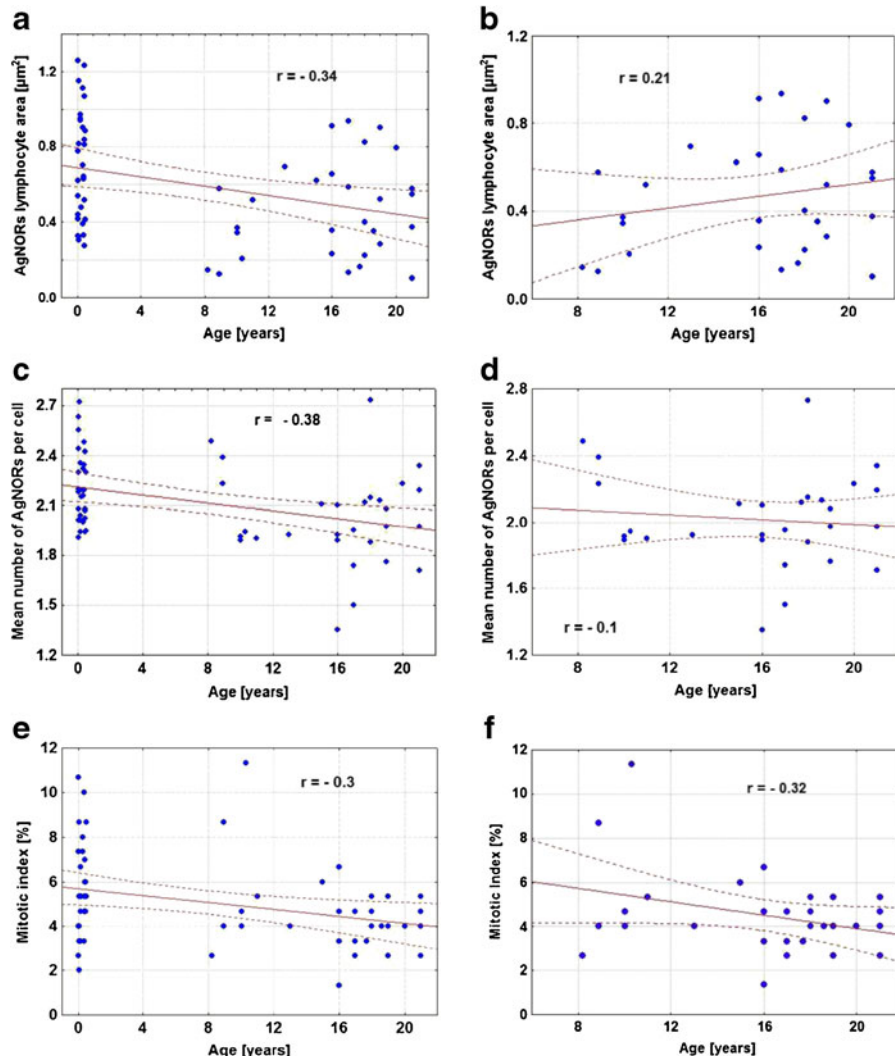 a
AgNORs lymphocyte area [µm²]
1.2
0.8
0.4
0.0
r = - 0.34
0 4 8 12 16 20
Age [years]
b
AgNORs lymphocyte area [µm²]
1.2
0.8
0.4
0.0
r = 0.21
8 12 16 20
Age [years]
c
Mean number of AgNORs per cell
2.7
2.4
2.1
1.8
1.5
1.2
r = - 0.38
0 4 8 12 16 20
Age [years]
d
Mean number of AgNORs per cell
2.8
2.4
2.0
1.6
1.2
r = - 0.1
8 12 16 20
Age [years]
e
Mitotic index [%]
12
10
8
6
4
2
0
r = - 0.3
0 4 8 12 16 20
Age [years]
f
Mitotic index [%]
12
10
8
6
4
2
0
r = - 0.32
8 12 16 20
Age [years]